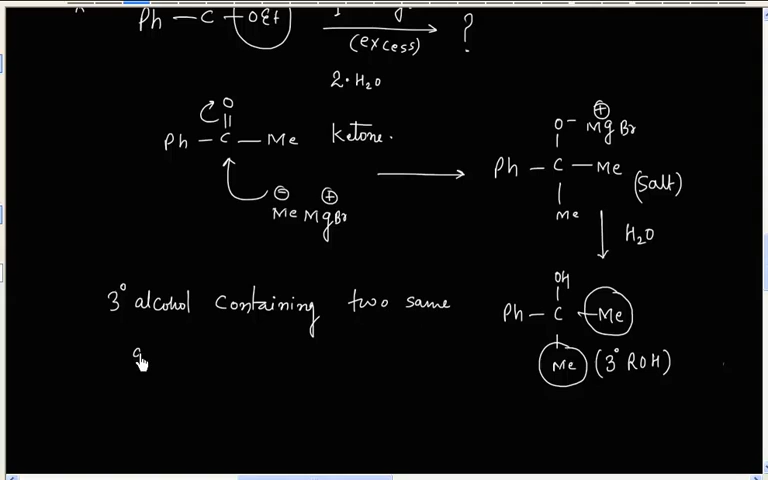 Ph — C — OEt
(excess)
?
2. H₂O
O
Ph — C — Me
Ketone.
⊖ ⊕
Me MgBr
O⁻ ⊕
MgBr
Ph — C — Me
(Salt)
Me
H₂O
OH
3° alcohol containing two same
Ph — C — Me
Me (3° ROH)